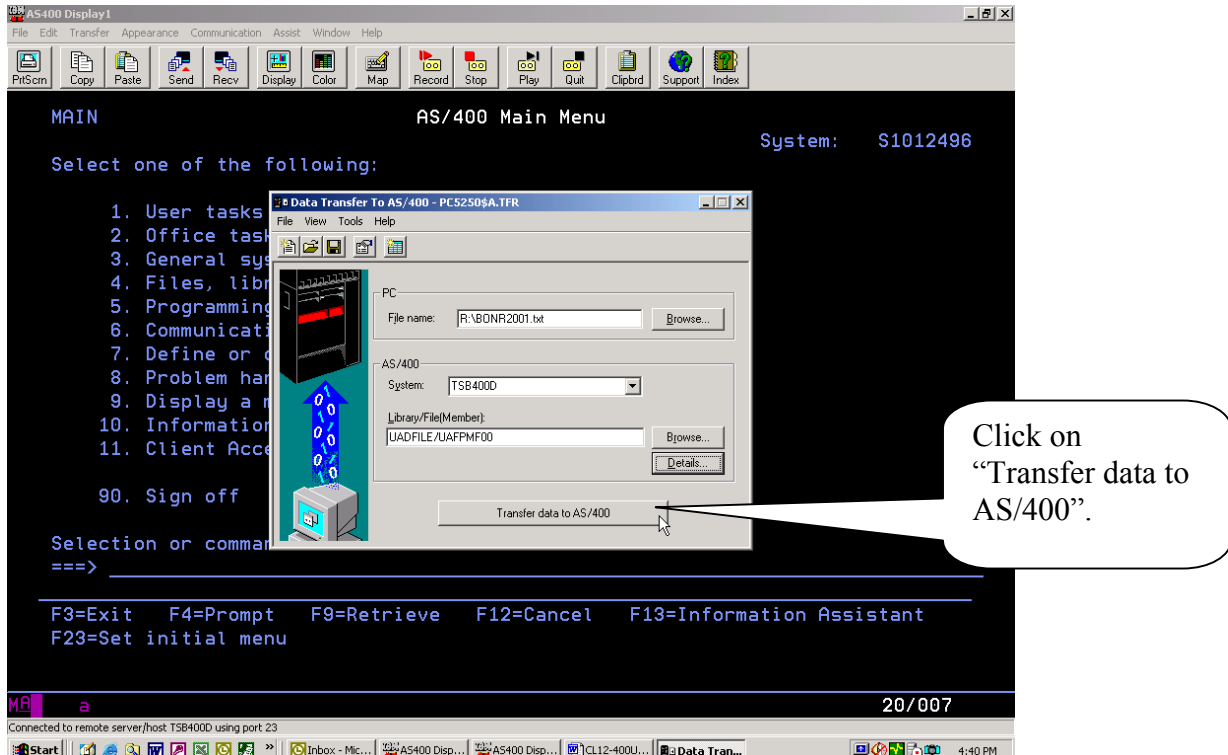 AS400 Display1
File Edit Transfer Appearance Communication Assist Window Help
PrtScrn Copy Paste Send Recv Display Color Map Record Stop Play Quit Clipbrd Support Index
MAIN AS/400 Main Menu
System: S1012496
Select one of the following:
1. User tasks
2. Office task
3. General sys
4. Files, libr
5. Programming
6. Communicati
7. Define or c
8. Problem han
9. Display a m
10. Information
11. Client Acce
90. Sign off
Selection or comman
===>
F3=Exit F4=Prompt F9=Retrieve F12=Cancel F13=Information Assistant
F23=Set initial menu
MA a 20/007
Connected to remote server/host TSB400D using port 23
Start » Inbox - Mic... AS400 Disp... AS400 Disp... CL12-400U... Data Tran... 4:40 PM
Data Transfer To AS/400 - PC5250$A.TFR
File View Tools Help
PC
File name: R:\BONR2001.txt Browse...
AS/400
System: TSB400D
Library/File(Member):
UADFILE/UAFPMF00 Browse...
Details...
Transfer data to AS/400
Click on
“Transfer data to
AS/400”.